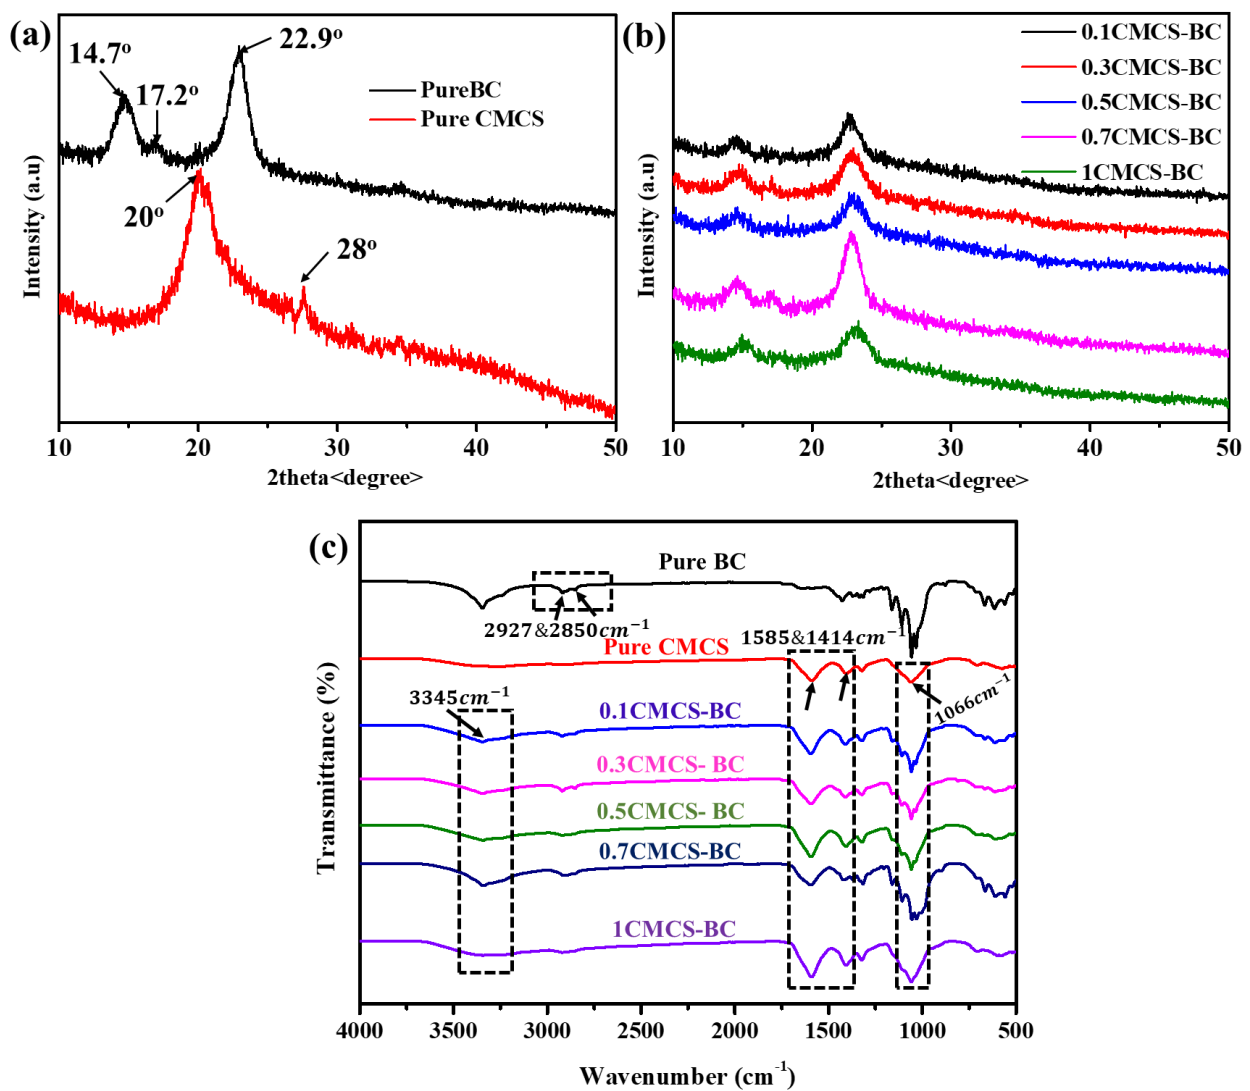 (a)
14.7°
17.2°
22.9°
PureBC
Pure CMCS
20°
28°
Intensity (a.u)
10 20 30 40 50
2theta<degree>
(b)
0.1CMCS-BC
0.3CMCS-BC
0.5CMCS-BC
0.7CMCS-BC
1CMCS-BC
Intensity (a.u
10 20 30 40 50
2theta<degree>
(c)
Pure BC
2927&2850cm⁻¹
Pure CMCS
1585&1414cm⁻¹
1066cm⁻¹
3345cm⁻¹
0.1CMCS-BC
0.3CMCS- BC
0.5CMCS- BC
0.7CMCS-BC
1CMCS-BC
Transmittance (%)
4000 3500 3000 2500 2000 1500 1000 500
Wavenumber (cm⁻¹)